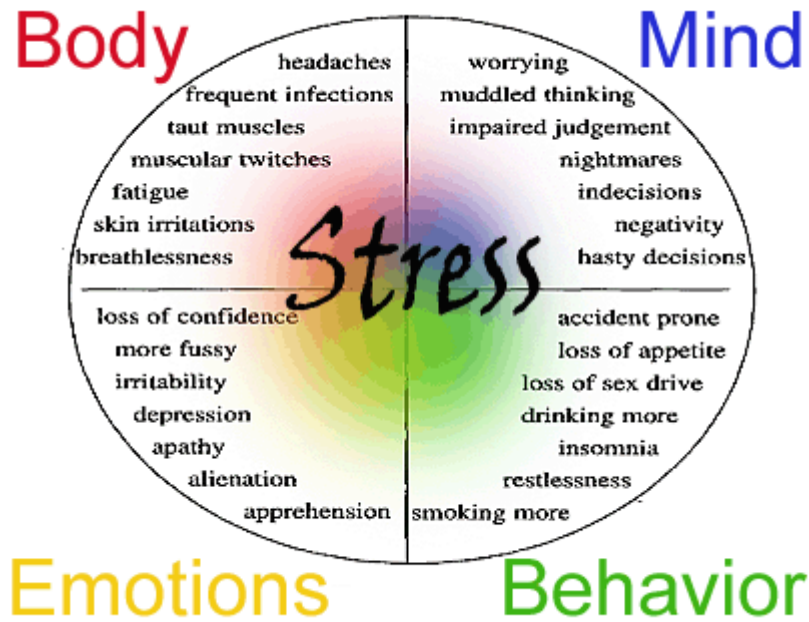 Body
headaches
frequent infections
taut muscles
muscular twitches
fatigue
skin irritations
breathlessness
Mind
worrying
muddled thinking
impaired judgement
nightmares
indecisions
negativity
hasty decisions
Stress
loss of confidence
more fussy
irritability
depression
apathy
alienation
apprehension
Emotions
accident prone
loss of appetite
loss of sex drive
drinking more
insomnia
restlessness
smoking more
Behavior